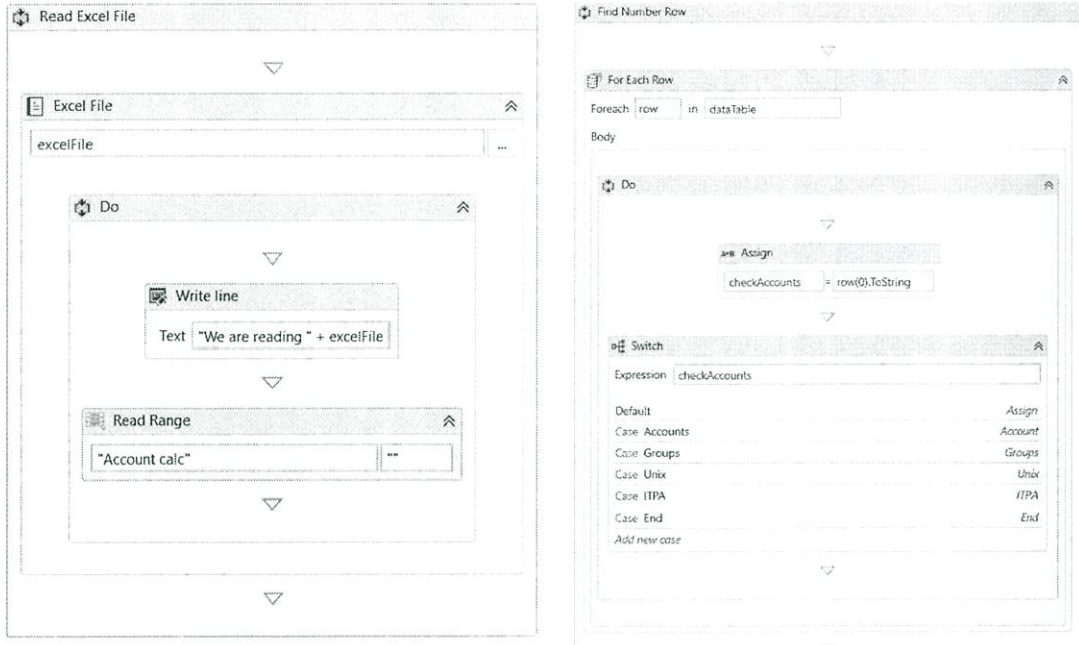 Read Excel File
Excel File
excelFile
...
Do
Write line
Text "We are reading " + excelFile
Read Range
"Account calc" ""
Find Number Row
For Each Row
Foreach row in dataTable
Body
Do
A+B Assign
checkAccounts = row(0).ToString
Switch
Expression checkAccounts
Default Assign
Case Accounts Account
Case Groups Groups
Case Unix Unix
Case ITPA ITPA
Case End End
Add new case